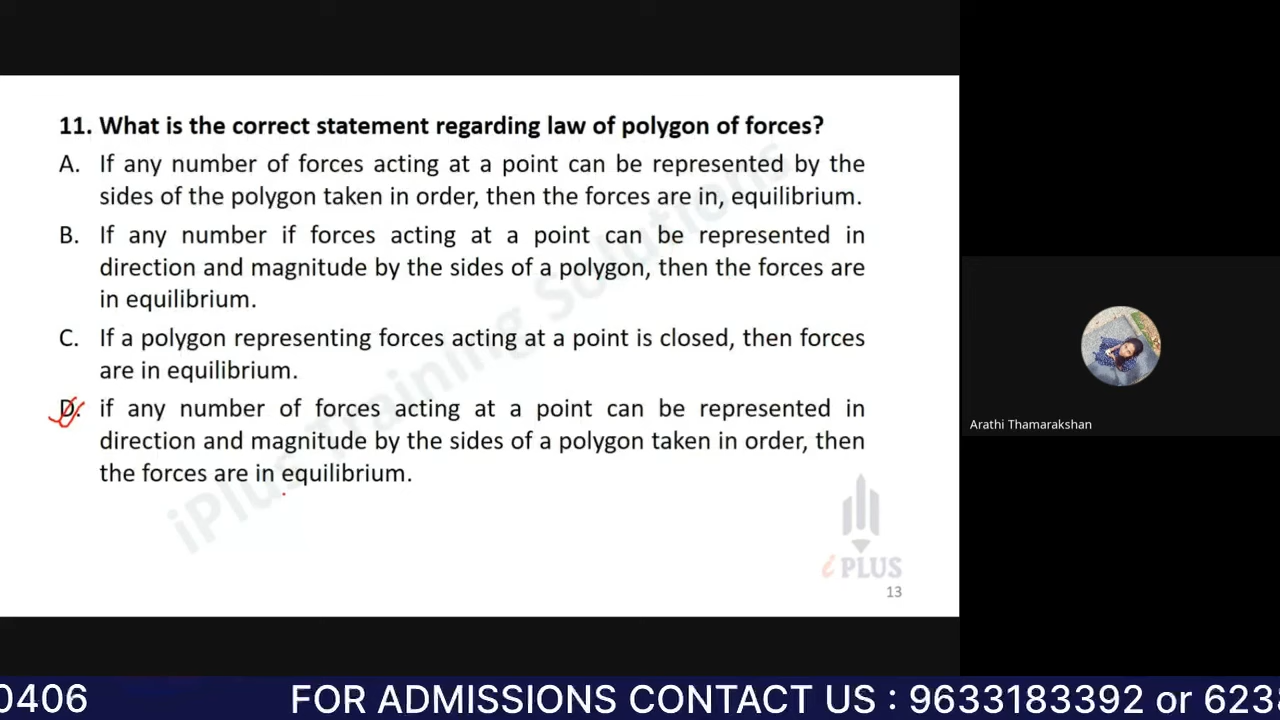 11. What is the correct statement regarding law of polygon of forces?
A. If any number of forces acting at a point can be represented by the
sides of the polygon taken in order, then the forces are in, equilibrium.
B. If any number if forces acting at a point can be represented in
direction and magnitude by the sides of a polygon, then the forces are
in equilibrium.
C. If a polygon representing forces acting at a point is closed, then forces
are in equilibrium.
D. if any number of forces acting at a point can be represented in
direction and magnitude by the sides of a polygon taken in order, then
the forces are in equilibrium.
iPlus Training Solutions
i PLUS
13
Arathi Thamarakshan
0406 FOR ADMISSIONS CONTACT US : 9633183392 or 623